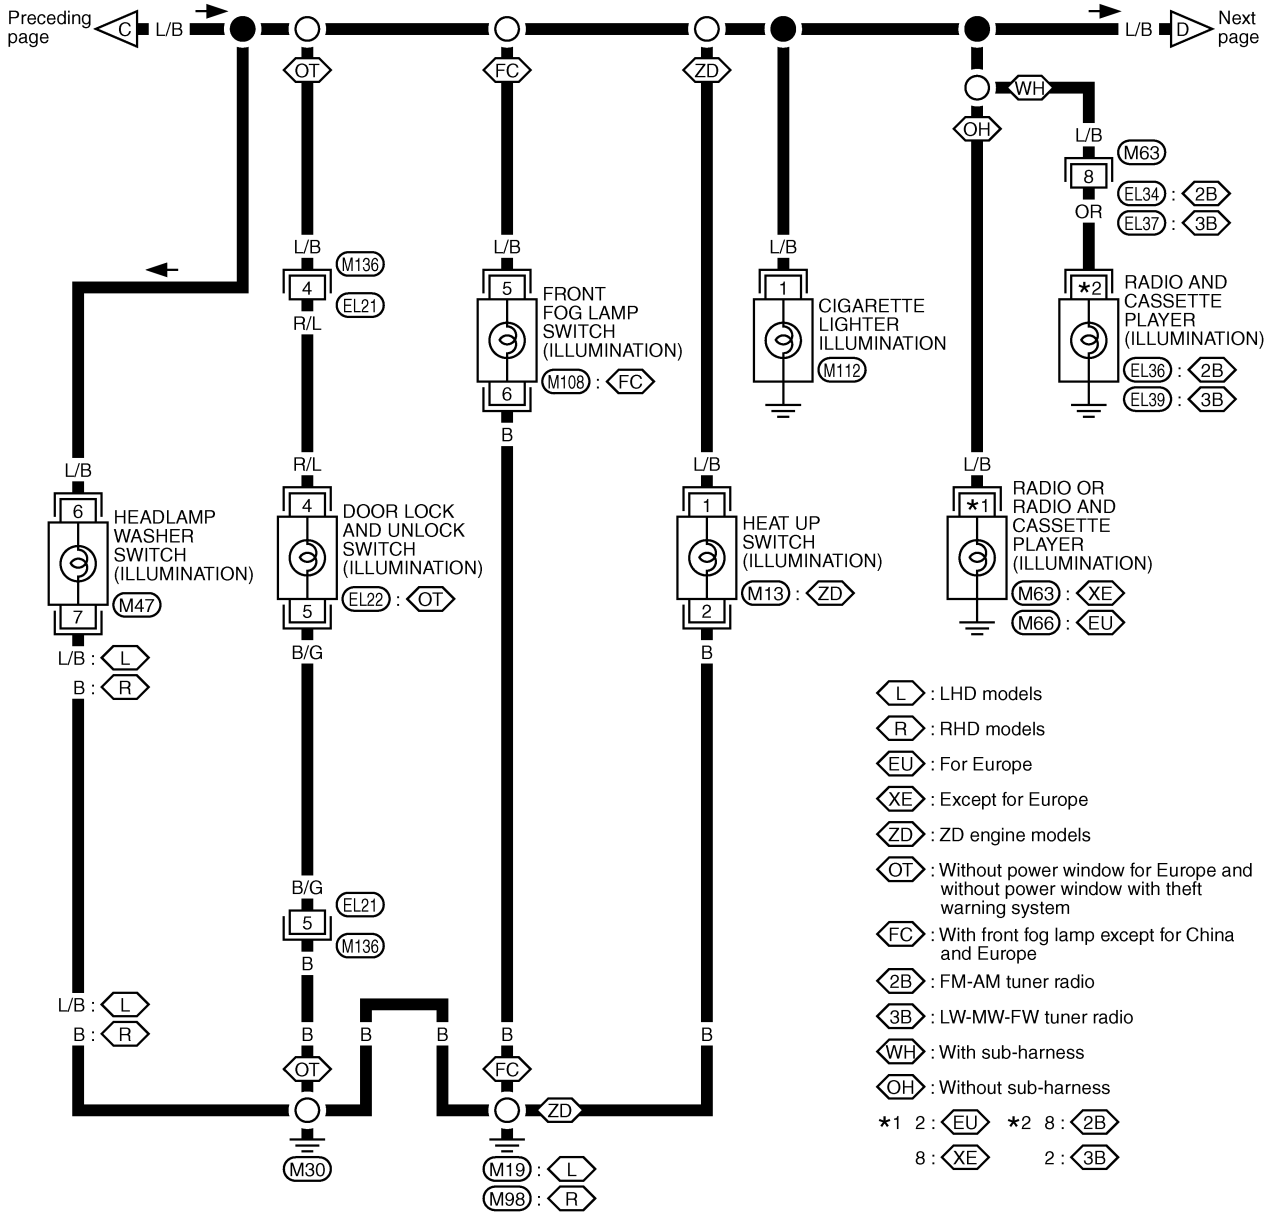 Preceding
page
C
L/B
L/B
D
Next
page
OT
FC
ZD
WH
OH
L/B
M63
8
EL34 : 2B
OR
EL37 : 3B
L/B
M136
4
EL21
R/L
L/B
5
FRONT
FOG LAMP
SWITCH
(ILLUMINATION)
M108 : FC
6
B
L/B
1
CIGARETTE
LIGHTER
ILLUMINATION
M112
*2
RADIO AND
CASSETTE
PLAYER
(ILLUMINATION)
EL36 : 2B
EL39 : 3B
L/B
6
HEADLAMP
WASHER
SWITCH
(ILLUMINATION)
M47
7
L/B : L
B : R
R/L
4
DOOR LOCK
AND UNLOCK
SWITCH
(ILLUMINATION)
EL22 : OT
5
B/G
L/B
1
HEAT UP
SWITCH
(ILLUMINATION)
M13 : ZD
2
B
L/B
*1
RADIO OR
RADIO AND
CASSETTE
PLAYER
(ILLUMINATION)
M63 : XE
M66 : EU
L : LHD models
R : RHD models
EU : For Europe
XE : Except for Europe
ZD : ZD engine models
OT : Without power window for Europe and
without power window with theft
warning system
FC : With front fog lamp except for China
and Europe
2B : FM-AM tuner radio
3B : LW-MW-FW tuner radio
WH : With sub-harness
OH : Without sub-harness
*1 2 : EU *2 8 : 2B
8 : XE 2 : 3B
B/G
EL21
5
M136
B
L/B : L
B : R
B
B
B
B
B
OT
FC
ZD
M30
M19 : L
M98 : R